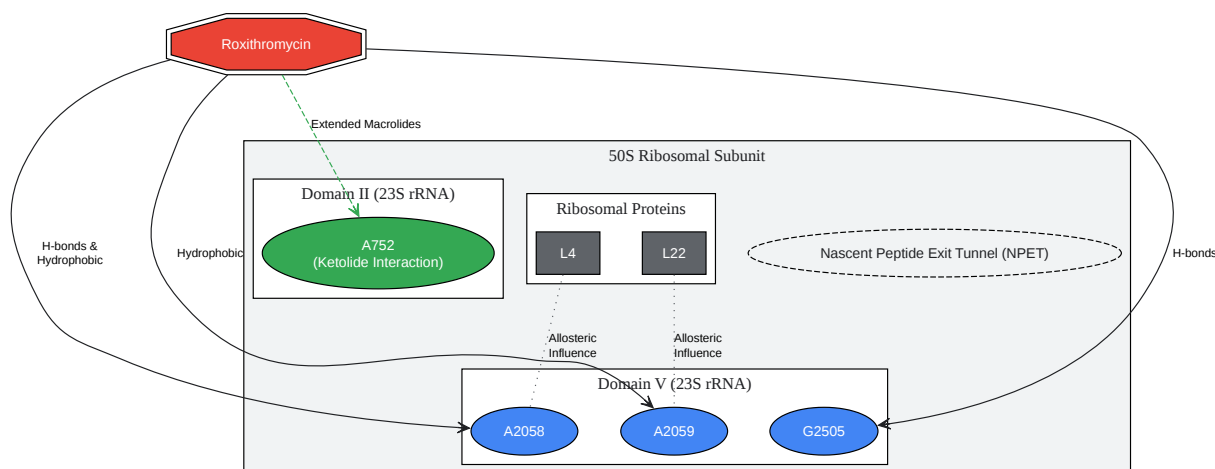 Roxithromycin
Extended Macrolides
50S Ribosomal Subunit
Domain II (23S rRNA)
A752
(Ketolide Interaction)
Ribosomal Proteins
L4
L22
Nascent Peptide Exit Tunnel (NPET)
H-bonds &
Hydrophobic
Hydrophobic
H-bonds
Allosteric
Influence
Allosteric
Influence
Domain V (23S rRNA)
A2058
A2059
G2505